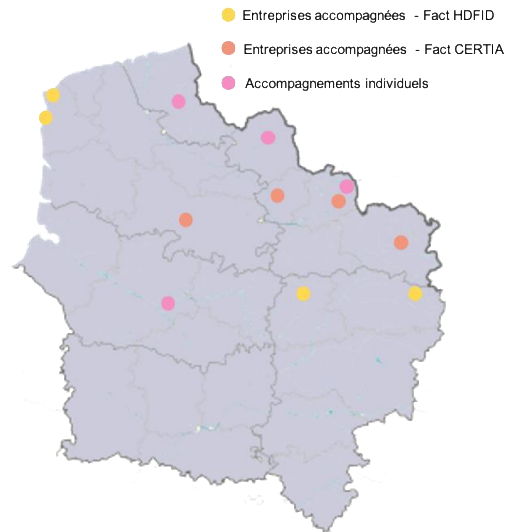 Entreprises accompagnées - Fact HDFID
Entreprises accompagnées - Fact CERTIA
Accompagnements individuels